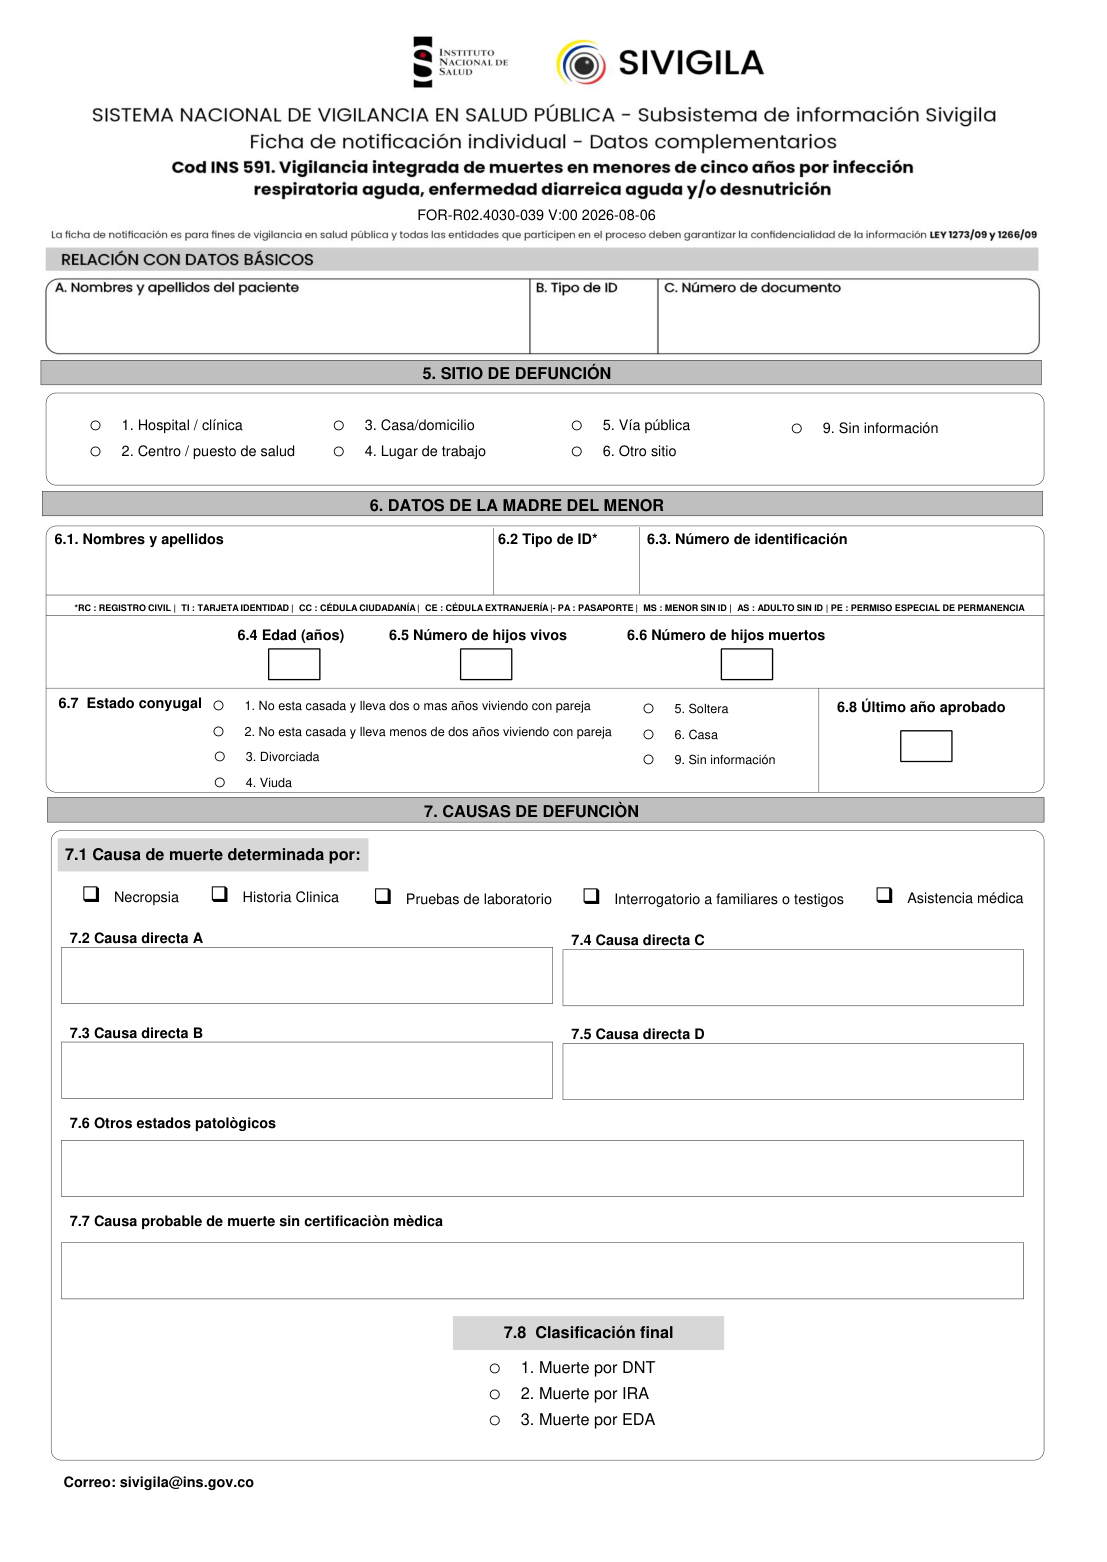 INSTITUTO
NACIONAL DE
SALUD
SIVIGILA
SISTEMA NACIONAL DE VIGILANCIA EN SALUD PÚBLICA - Subsistema de información Sivigila
Ficha de notificación individual - Datos complementarios
Cod INS 591. Vigilancia integrada de muertes en menores de cinco años por infección
respiratoria aguda, enfermedad diarreica aguda y/o desnutrición
FOR-R02.4030-039 V:00 2026-08-06
La ficha de notificación es para fines de vigilancia en salud pública y todas las entidades que participen en el proceso deben garantizar la confidencialidad de la información LEY 1273/09 y 1266/09
RELACIÓN CON DATOS BÁSICOS
A. Nombres y apellidos del paciente B. Tipo de ID C. Número de documento
5. SITIO DE DEFUNCIÓN
1. Hospital / clínica 3. Casa/domicilio 5. Vía pública 9. Sin información
2. Centro / puesto de salud 4. Lugar de trabajo 6. Otro sitio
6. DATOS DE LA MADRE DEL MENOR
6.1. Nombres y apellidos 6.2 Tipo de ID* 6.3. Número de identificación
*RC : REGISTRO CIVIL | TI : TARJETA IDENTIDAD | CC : CÉDULA CIUDADANÍA | CE : CÉDULA EXTRANJERÍA |- PA : PASAPORTE | MS : MENOR SIN ID | AS : ADULTO SIN ID | PE : PERMISO ESPECIAL DE PERMANENCIA
6.4 Edad (años) 6.5 Número de hijos vivos 6.6 Número de hijos muertos
6.7 Estado conyugal 1. No esta casada y lleva dos o mas años viviendo con pareja 5. Soltera 6.8 Último año aprobado
2. No esta casada y lleva menos de dos años viviendo con pareja 6. Casa
3. Divorciada 9. Sin información
4. Viuda
7. CAUSAS DE DEFUNCIÒN
7.1 Causa de muerte determinada por:
Necropsia Historia Clinica Pruebas de laboratorio Interrogatorio a familiares o testigos Asistencia médica
7.2 Causa directa A 7.4 Causa directa C
7.3 Causa directa B 7.5 Causa directa D
7.6 Otros estados patològicos
7.7 Causa probable de muerte sin certificaciòn mèdica
7.8 Clasificación final
1. Muerte por DNT
2. Muerte por IRA
3. Muerte por EDA
Correo: sivigila@ins.gov.co